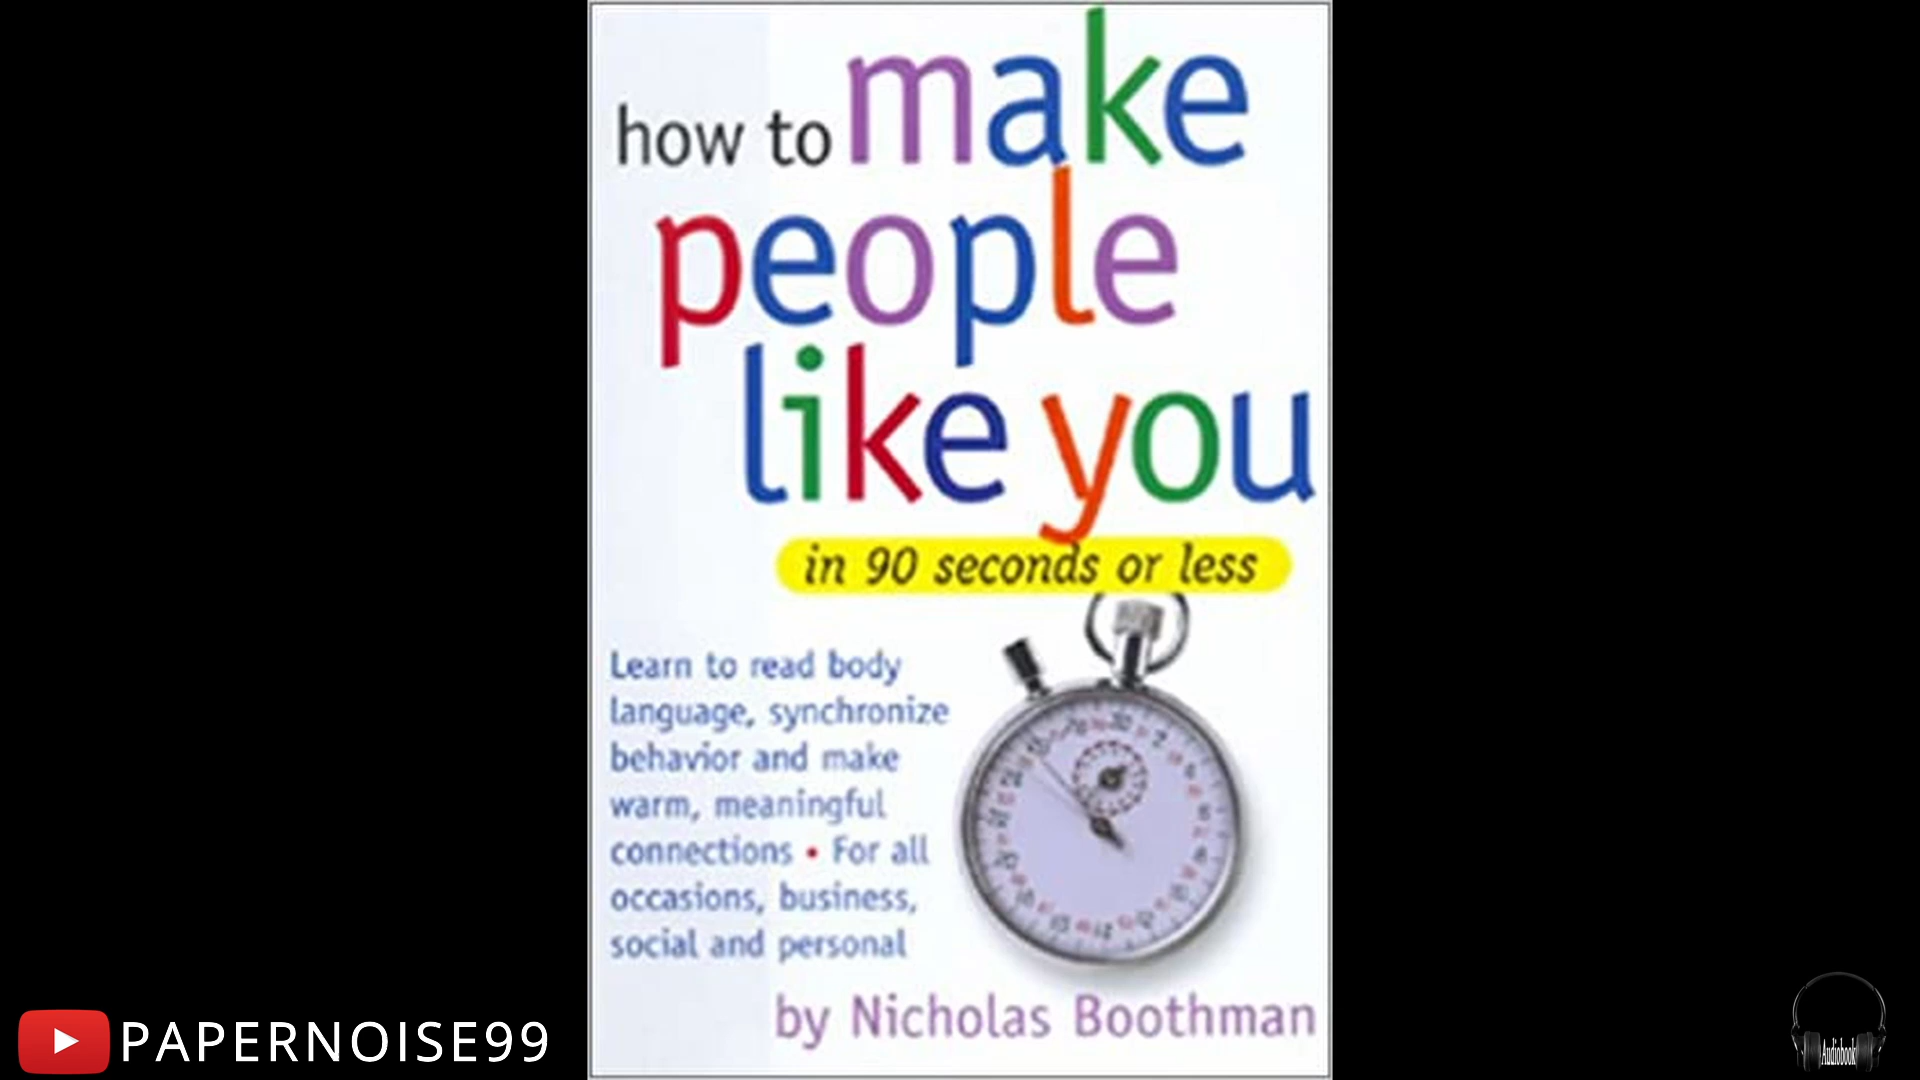 how to make
people
like you
in 90 seconds or less
Learn to read body
language, synchronize
behavior and make
warm, meaningful
connections • For all
occasions, business,
social and personal
by Nicholas Boothman
PAPERNOISE99
Audiobook